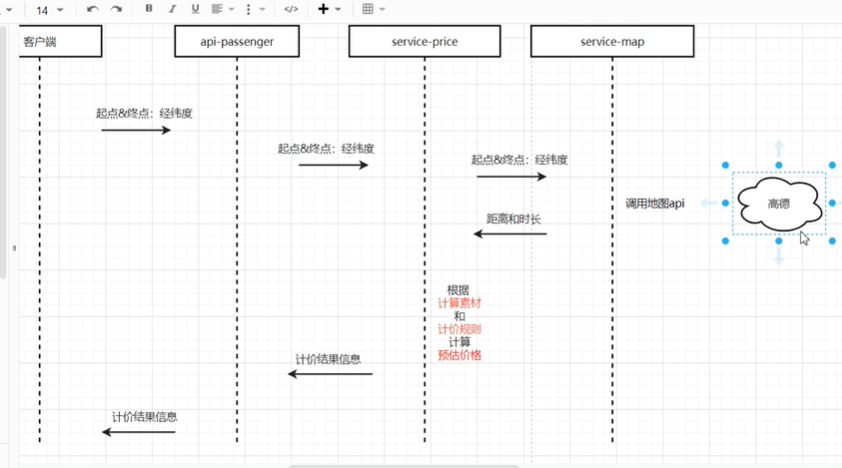 14
B I U
客户端
api-passenger
service-price
service-map
起点&终点：经纬度
起点&终点：经纬度
起点&终点：经纬度
调用地图api
高德
距离和时长
根据
计算素材
和
计价规则
计算
预估价格
计价结果信息
计价结果信息